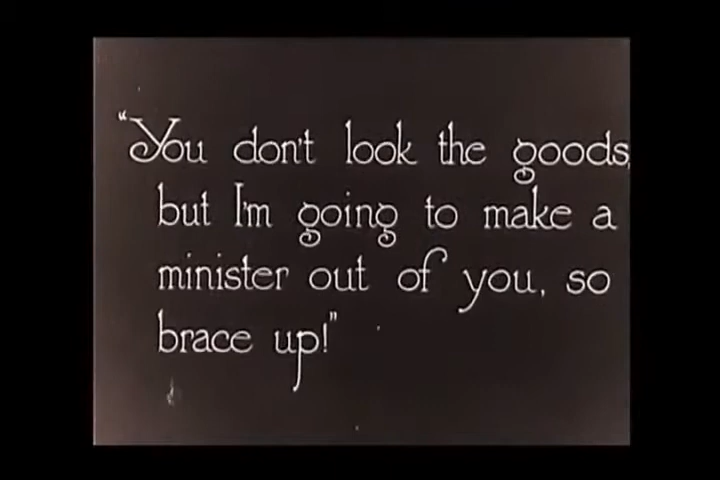 "You don't look the goods,
but I'm going to make a
minister out of you, so
brace up!"